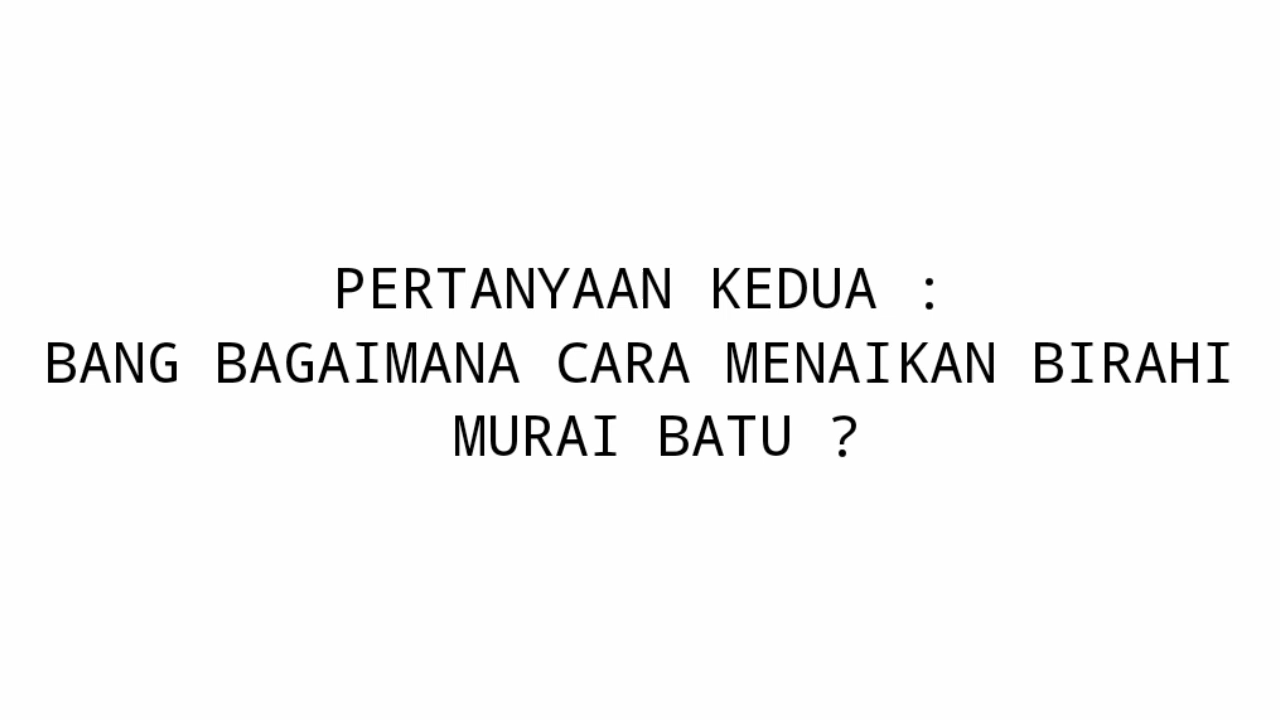 PERTANYAAN KEDUA :
BANG BAGAIMANA CARA MENAIKAN BIRAHI
MURAI BATU ?